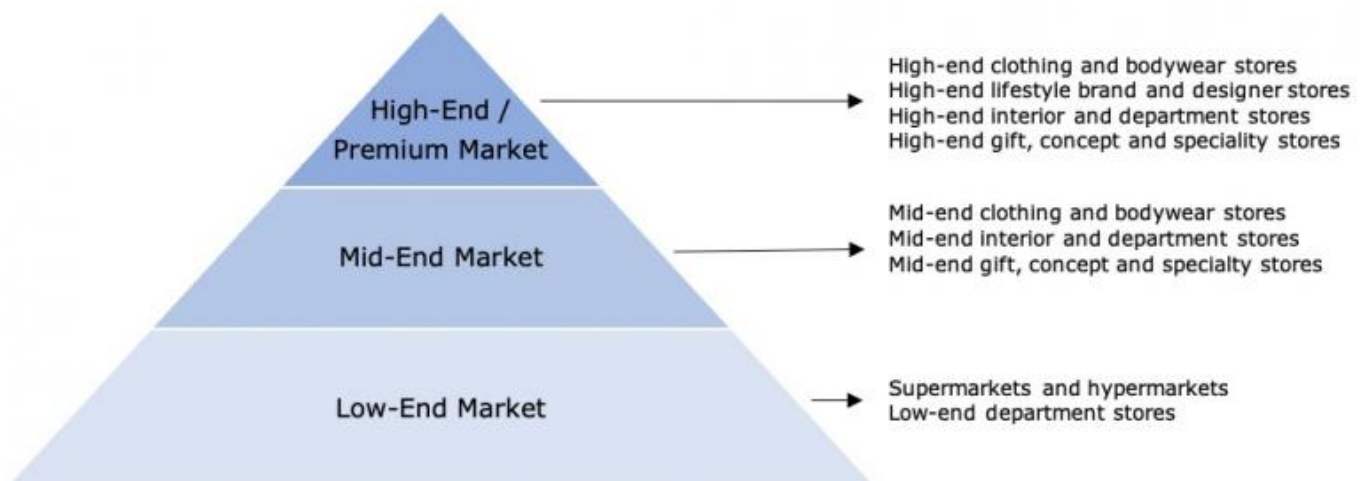 High-End /
Premium Market
High-end clothing and bodywear stores
High-end lifestyle brand and designer stores
High-end interior and department stores
High-end gift, concept and speciality stores
Mid-End Market
Mid-end clothing and bodywear stores
Mid-end interior and department stores
Mid-end gift, concept and specialty stores
Low-End Market
Supermarkets and hypermarkets
Low-end department stores